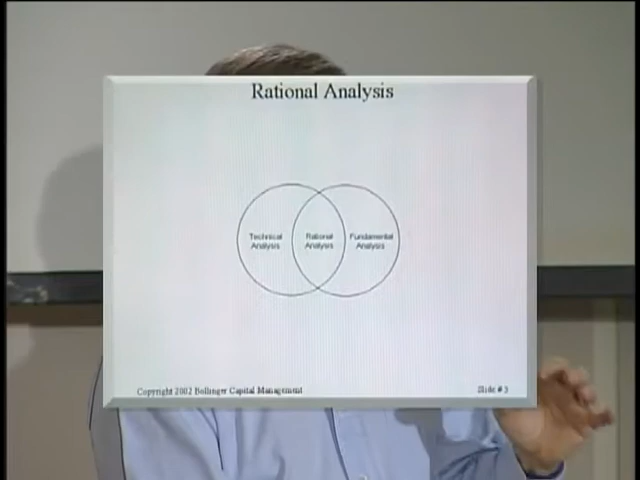 Rational Analysis
Technical Rational Fundamental
Analysis Analysis Analysis
Copyright 2002 Bollinger Capital Management Slide #3